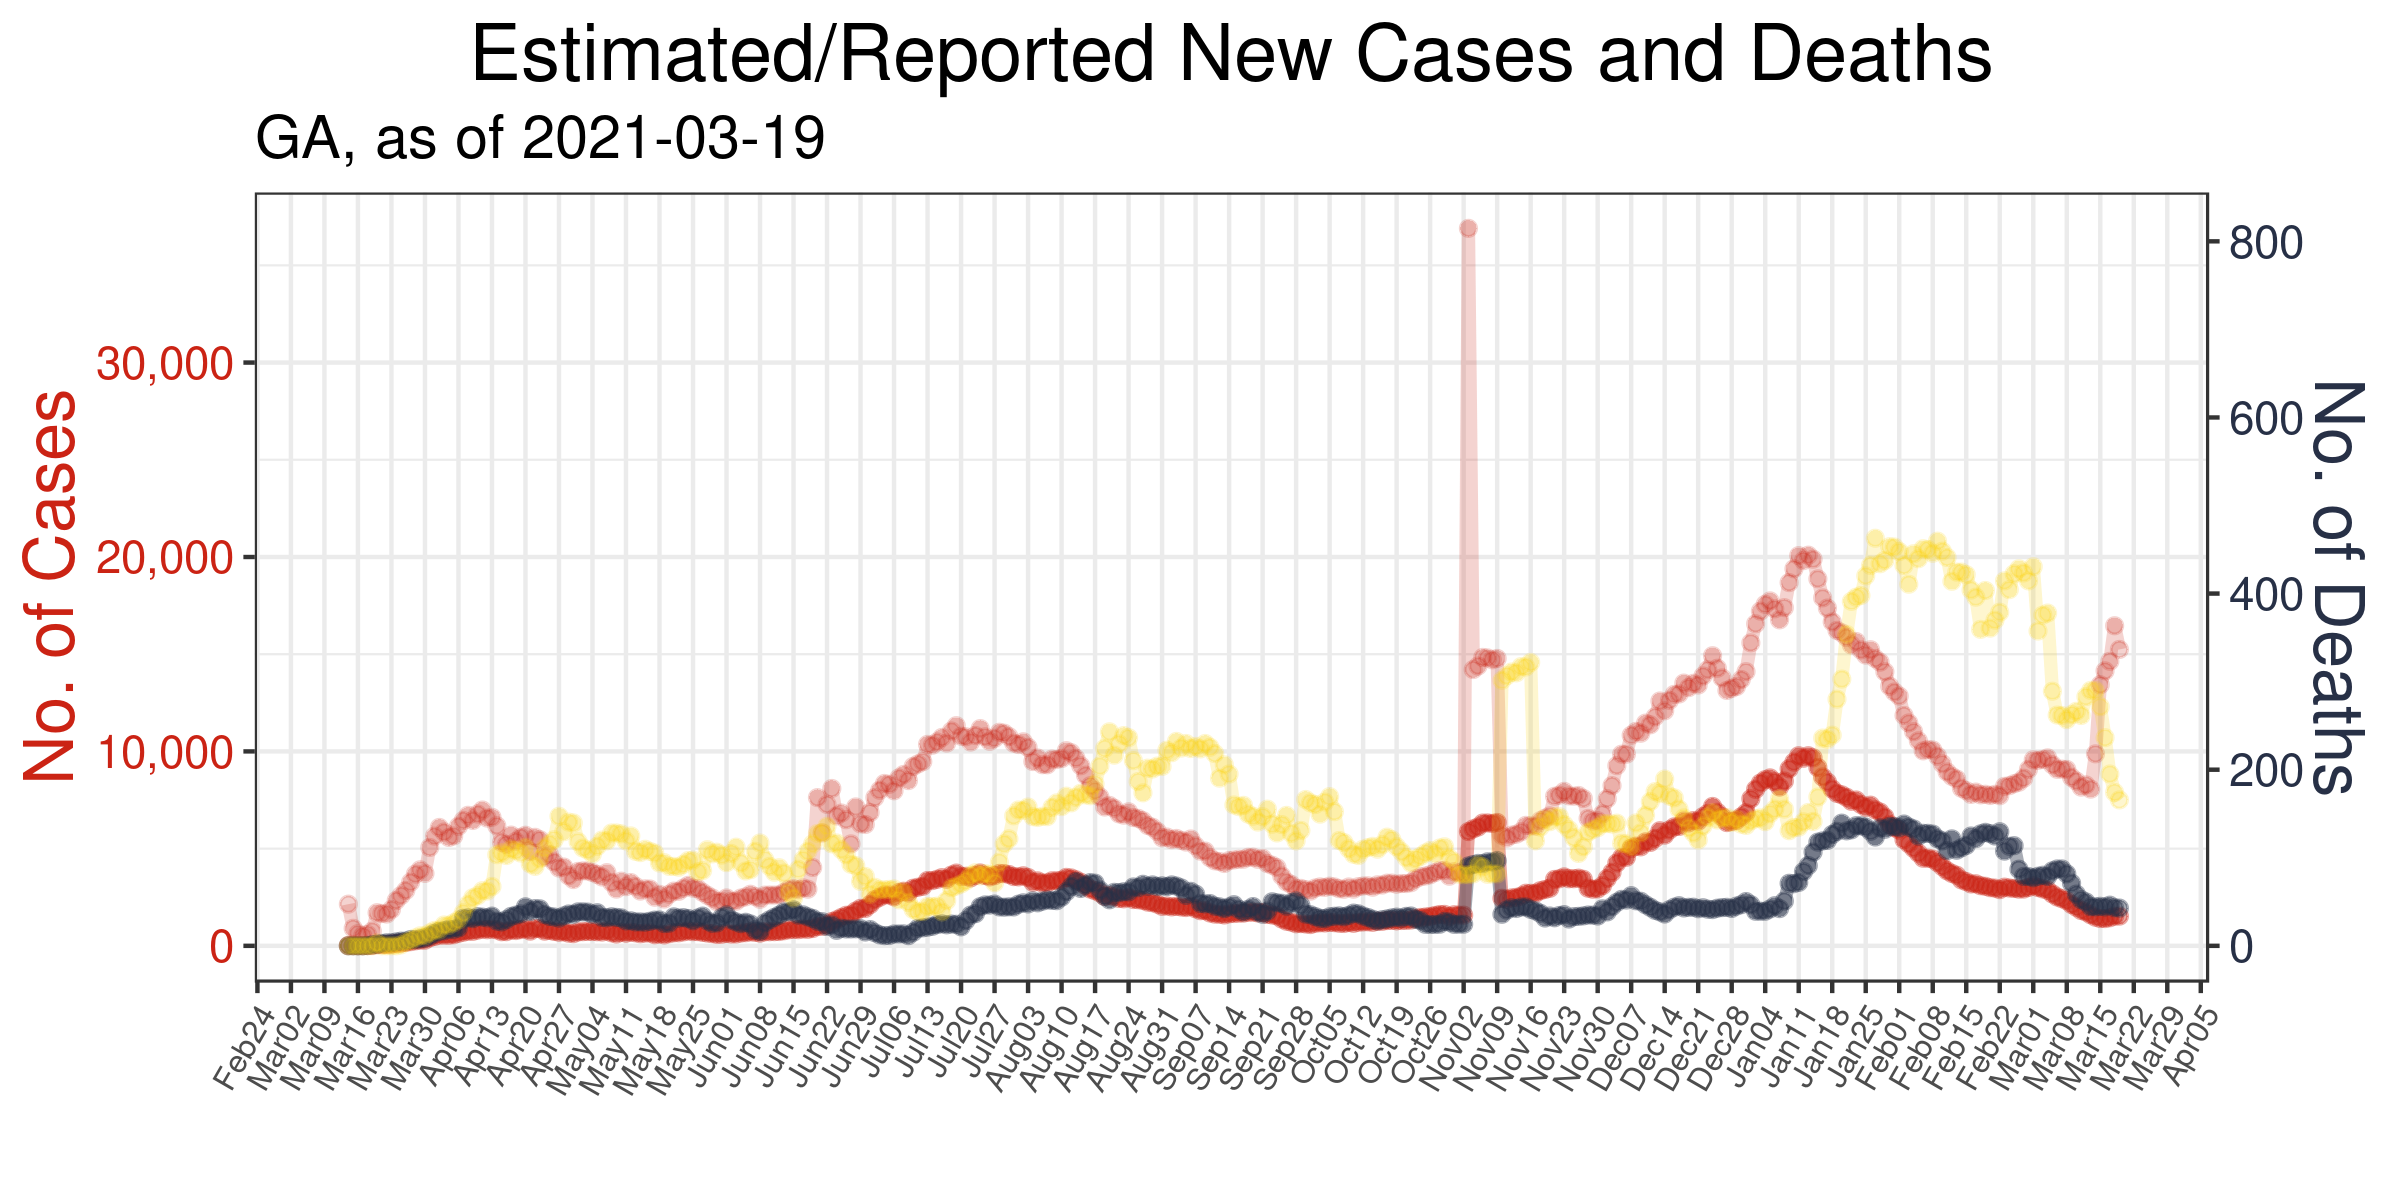 Estimated/Reported New Cases and Deaths
GA, as of 2021-03-19
No. of Cases
30,000
20,000
10,000
0
800
600
400
200
0
No. of Deaths
Feb24
Mar02
Mar09
Mar16
Mar23
Mar30
Apr06
Apr13
Apr20
Apr27
May04
May11
May18
May25
Jun01
Jun08
Jun15
Jun22
Jun29
Jul06
Jul13
Jul20
Jul27
Aug03
Aug10
Aug17
Aug24
Aug31
Sep07
Sep14
Sep21
Sep28
Oct05
Oct12
Oct19
Oct26
Nov02
Nov09
Nov16
Nov23
Nov30
Dec07
Dec14
Dec21
Dec28
Jan04
Jan11
Jan18
Jan25
Feb01
Feb08
Feb15
Feb22
Mar01
Mar08
Mar15
Mar22
Mar29
Apr05